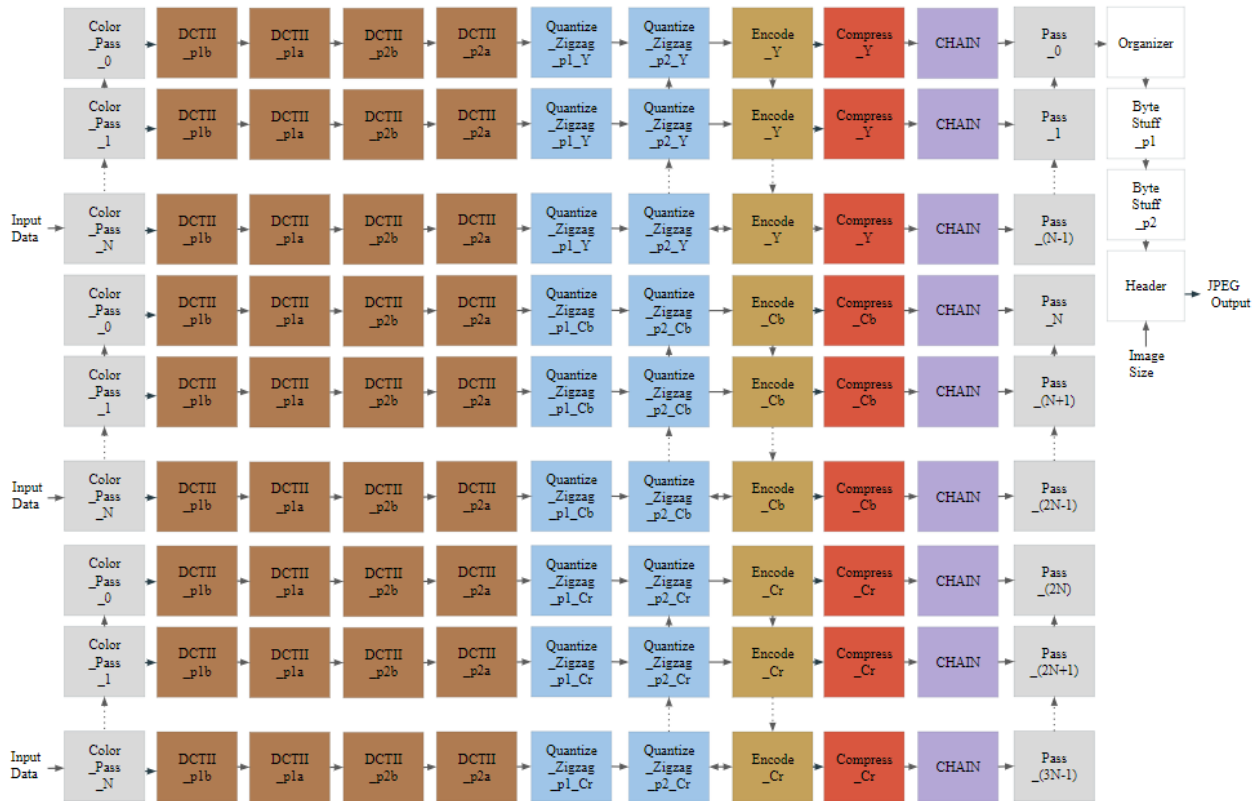 Color
_Pass
_0
DCTII
_p1b
DCTII
_p1a
DCTII
_p2b
DCTII
_p2a
Quantize
_Zigzag
_p1_Y
Quantize
_Zigzag
_p2_Y
Encode
_Y
Compress
_Y
CHAIN
Pass
_0
Organizer
Color
_Pass
_1
DCTII
_p1b
DCTII
_p1a
DCTII
_p2b
DCTII
_p2a
Quantize
_Zigzag
_p1_Y
Quantize
_Zigzag
_p2_Y
Encode
_Y
Compress
_Y
CHAIN
Pass
_1
Byte
Stuff
_p1
Input
Data
Color
_Pass
_N
DCTII
_p1b
DCTII
_p1a
DCTII
_p2b
DCTII
_p2a
Quantize
_Zigzag
_p1_Y
Quantize
_Zigzag
_p2_Y
Encode
_Y
Compress
_Y
CHAIN
Pass
_(N-1)
Byte
Stuff
_p2
Color
_Pass
_0
DCTII
_p1b
DCTII
_p1a
DCTII
_p2b
DCTII
_p2a
Quantize
_Zigzag
_p1_Cb
Quantize
_Zigzag
_p2_Cb
Encode
_Cb
Compress
_Cb
CHAIN
Pass
_N
Header
JPEG
Output
Color
_Pass
_1
DCTII
_p1b
DCTII
_p1a
DCTII
_p2b
DCTII
_p2a
Quantize
_Zigzag
_p1_Cb
Quantize
_Zigzag
_p2_Cb
Encode
_Cb
Compress
_Cb
CHAIN
Pass
_(N+1)
Image
Size
Input
Data
Color
_Pass
_N
DCTII
_p1b
DCTII
_p1a
DCTII
_p2b
DCTII
_p2a
Quantize
_Zigzag
_p1_Cb
Quantize
_Zigzag
_p2_Cb
Encode
_Cb
Compress
_Cb
CHAIN
Pass
_(2N-1)
Color
_Pass
_0
DCTII
_p1b
DCTII
_p1a
DCTII
_p2b
DCTII
_p2a
Quantize
_Zigzag
_p1_Cr
Quantize
_Zigzag
_p2_Cr
Encode
_Cr
Compress
_Cr
CHAIN
Pass
_(2N)
Color
_Pass
_1
DCTII
_p1b
DCTII
_p1a
DCTII
_p2b
DCTII
_p2a
Quantize
_Zigzag
_p1_Cr
Quantize
_Zigzag
_p2_Cr
Encode
_Cr
Compress
_Cr
CHAIN
Pass
_(2N+1)
Input
Data
Color
_Pass
_N
DCTII
_p1b
DCTII
_p1a
DCTII
_p2b
DCTII
_p2a
Quantize
_Zigzag
_p1_Cr
Quantize
_Zigzag
_p2_Cr
Encode
_Cr
Compress
_Cr
CHAIN
Pass
_(3N-1)